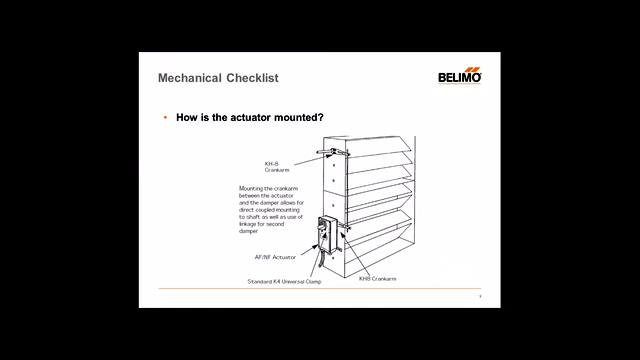 Mechanical Checklist
BELIMO
• How is the actuator mounted?
KH-8
Crankarm
Mounting the crankarm
between the actuator
and the damper allows for
direct coupled mounting
to shaft as well as use of
linkage for second
damper
AF/NF Actuator
Standard K4 Universal Clamp
KH8 Crankarm